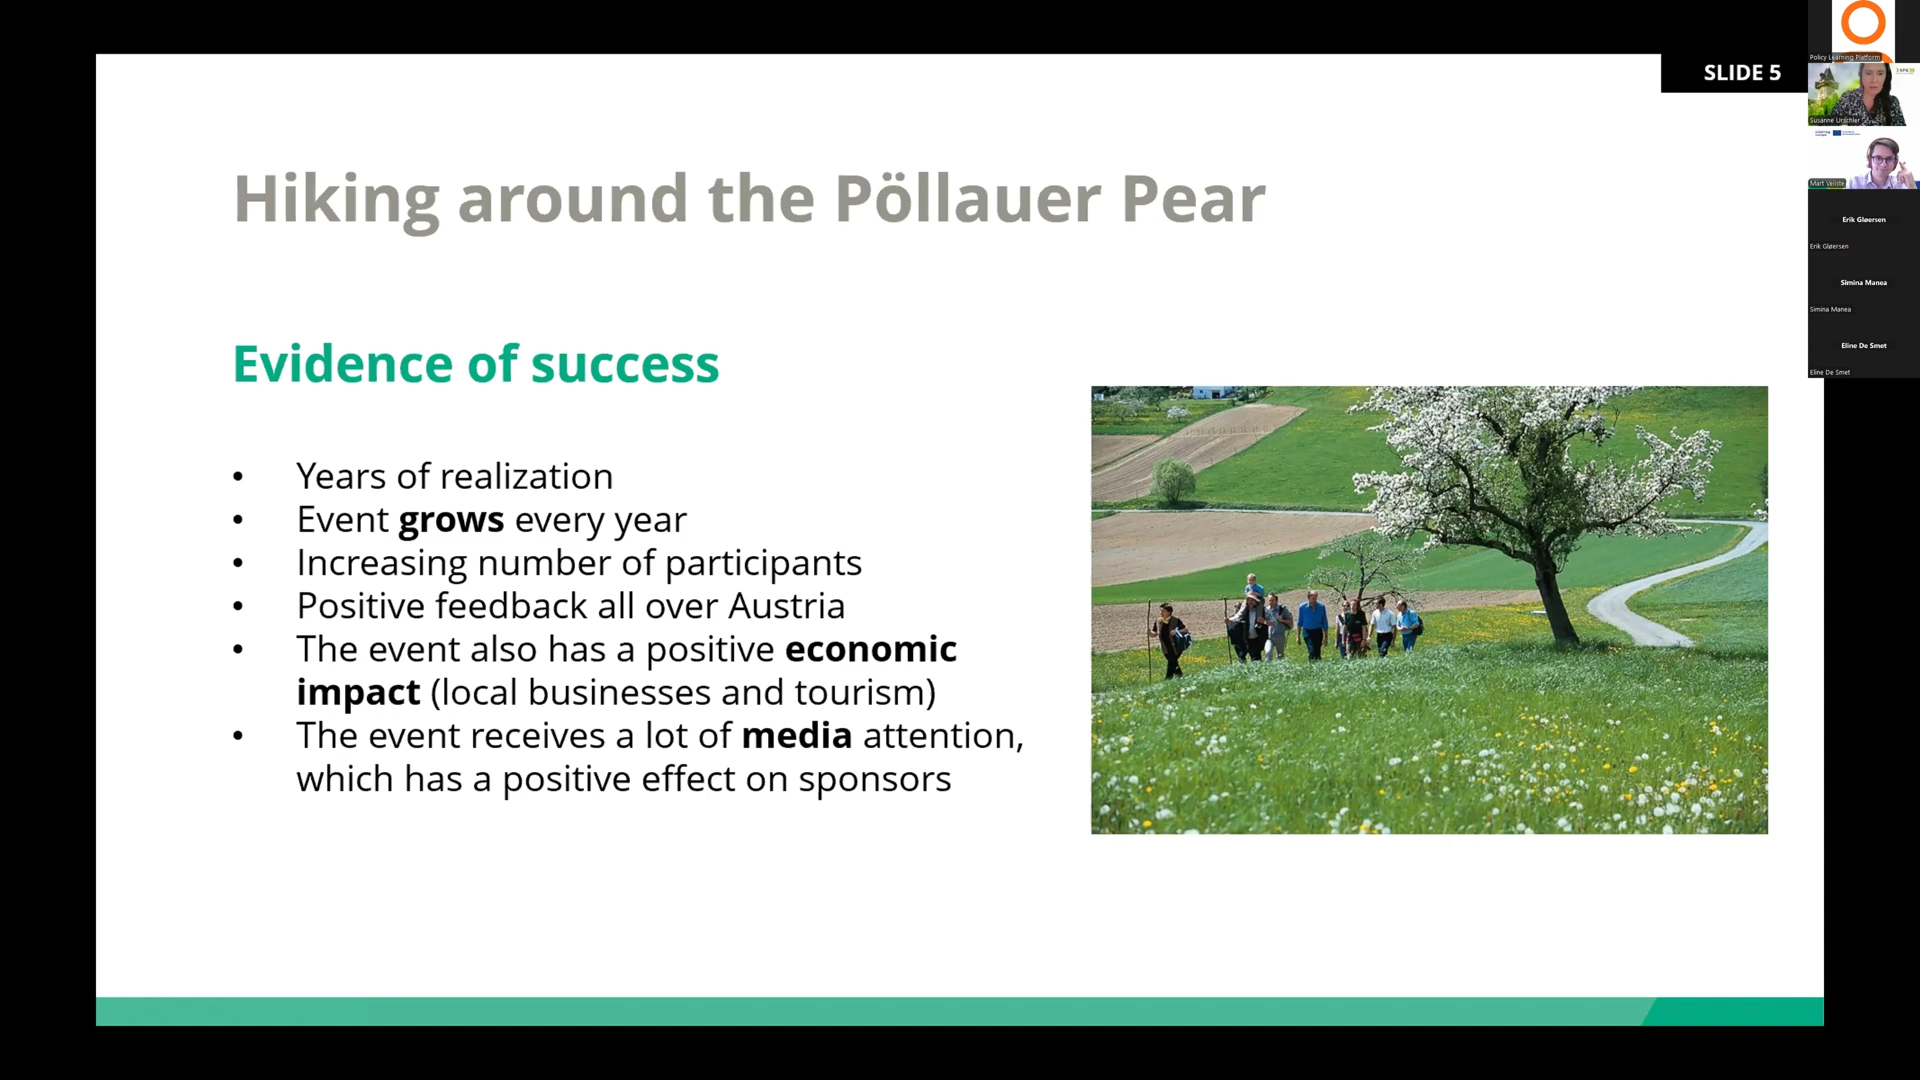 SLIDE 5
Hiking around the Pöllauer Pear
Evidence of success
• Years of realization
• Event grows every year
• Increasing number of participants
• Positive feedback all over Austria
• The event also has a positive economic
impact (local businesses and tourism)
• The event receives a lot of media attention,
which has a positive effect on sponsors
Policy Learning Platform
Susanne Urschler
Mart Veliste
Erik Gløersen
Erik Gløersen
Simina Manea
Simina Manea
Eline De Smet
Eline De Smet